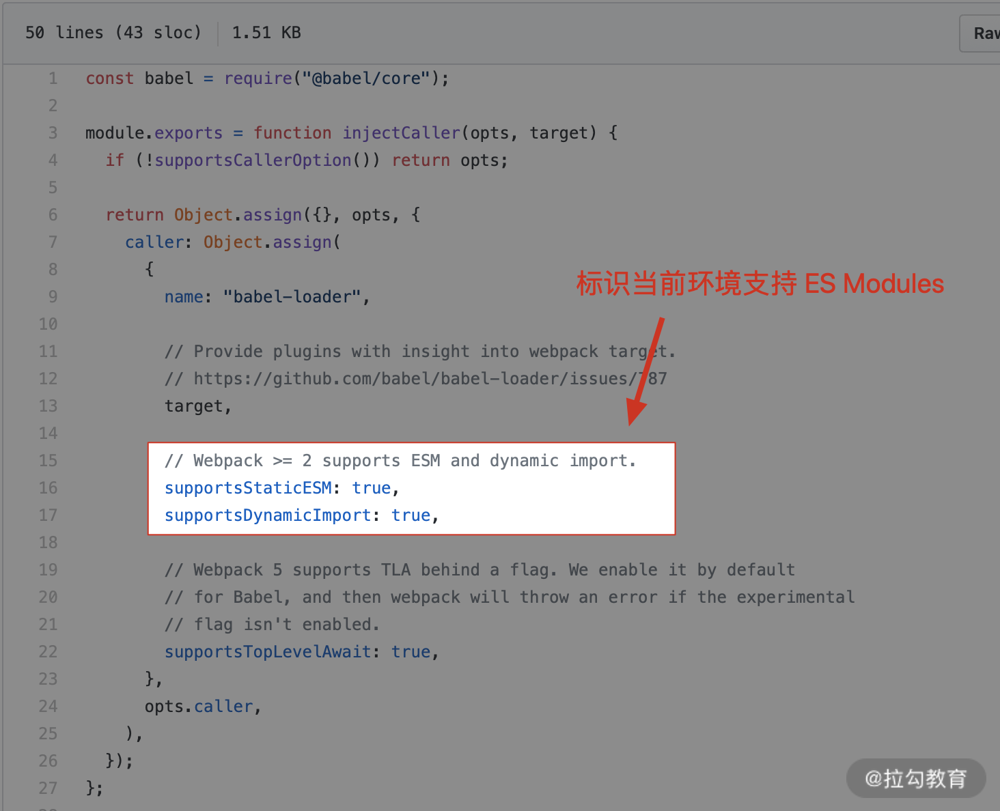 50 lines (43 sloc) 1.51 KB Raw
1 const babel = require("@babel/core");
2
3 module.exports = function injectCaller(opts, target) {
4 if (!supportsCallerOption()) return opts;
5
6 return Object.assign({}, opts, {
7 caller: Object.assign(
8 {
标识当前环境支持 ES Modules
9 name: "babel-loader",
10
11 // Provide plugins with insight into webpack target.
12 // https://github.com/babel/babel-loader/issues/787
13 target,
14
15 // Webpack >= 2 supports ESM and dynamic import.
16 supportsStaticESM: true,
17 supportsDynamicImport: true,
18
19 // Webpack 5 supports TLA behind a flag. We enable it by default
20 // for Babel, and then webpack will throw an error if the experimental
21 // flag isn't enabled.
22 supportsTopLevelAwait: true,
23 },
24 opts.caller,
25 ),
26 });
27 };
@拉勾教育